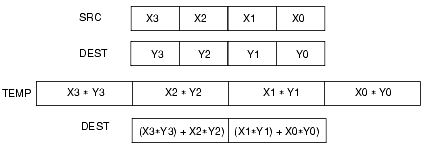 SRC X3 X2 X1 X0
DEST Y3 Y2 Y1 Y0
TEMP X3 * Y3 X2 * Y2 X1 * Y1 X0 * Y0
DEST (X3*Y3) + X2*Y2) (X1*Y1) + X0*Y0)